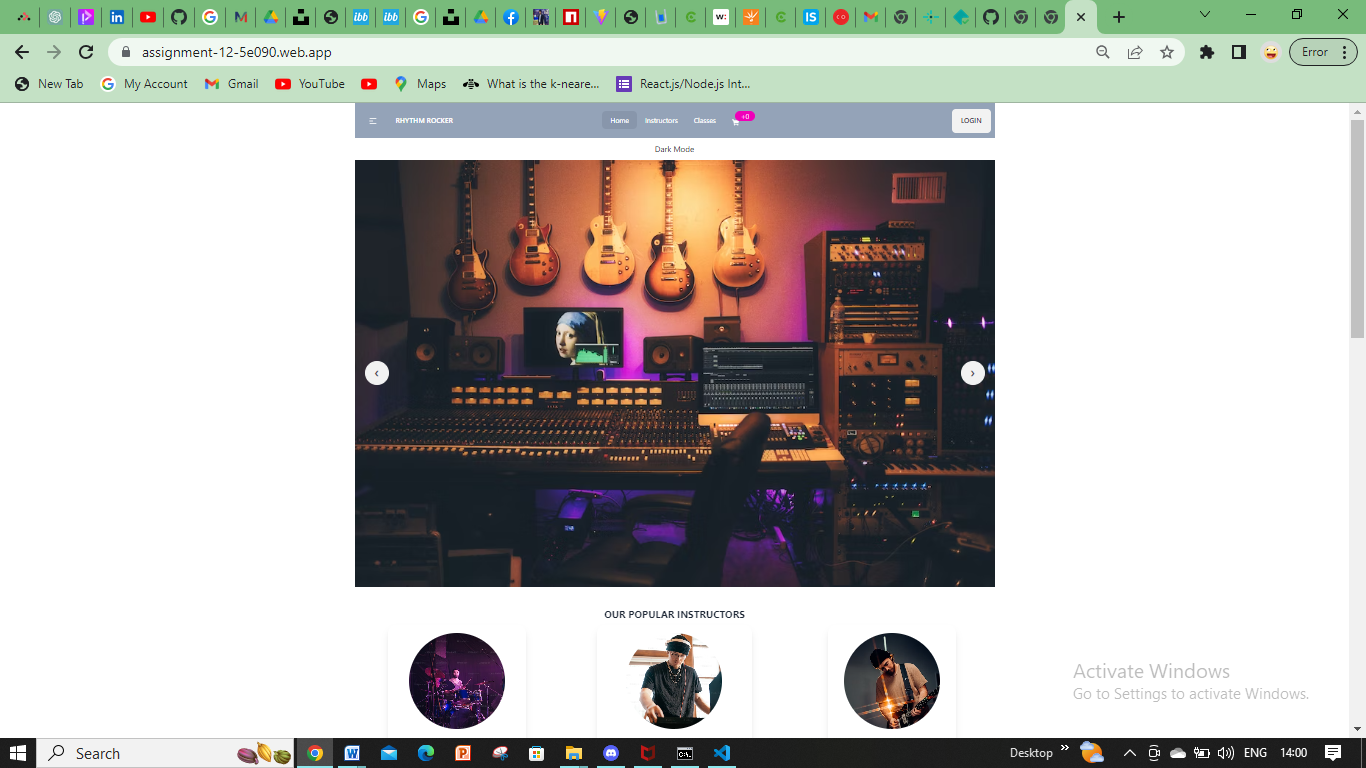 assignment-12-5e090.web.app
Error
New Tab
My Account
Gmail
YouTube
Maps
What is the k-neare...
React.js/Node.js Int...
RHYTHM ROCKER
Home
Instructors
Classes
+0
LOGIN
Dark Mode
OUR POPULAR INSTRUCTORS
Activate Windows
Go to Settings to activate Windows.
Search
Desktop
ENG
14:00